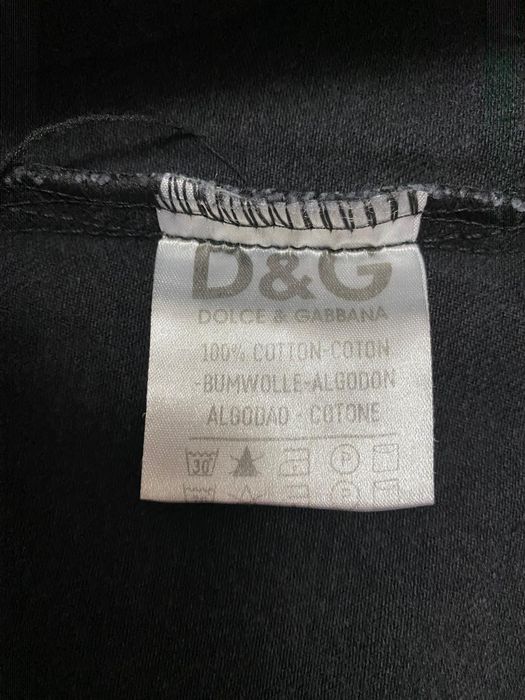 D&G
DOLCE & GABBANA
100% COTTON-COTON
-BUMWOLLE-ALGODON
ALGODAO - COTONE
30 P